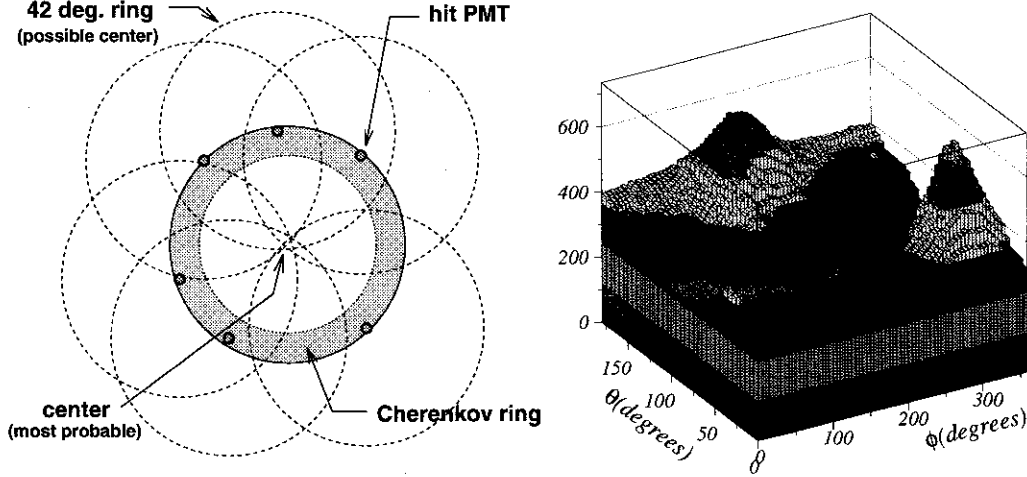 42 deg. ring
(possible center)
hit PMT
center
(most probable)
Cherenkov ring
600
400
200
0
150
100
50
0
θ(degrees)
0
100
200
300
φ(degrees)